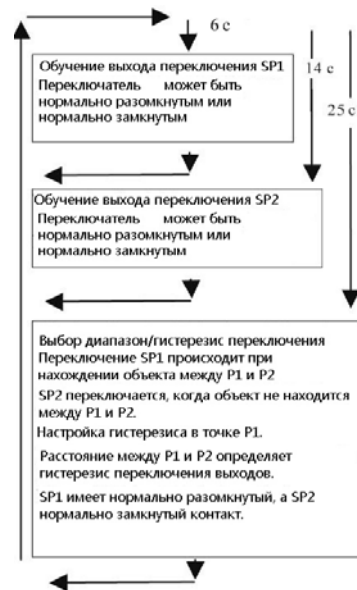 6 с
Обучение выхода переключения SP1
Переключатель может быть
нормально разомкнутым или
нормально замкнутым
14 с
25 с
Обучение выхода переключения SP2
Переключатель может быть
нормально разомкнутым или
нормально замкнутым
Выбор диапазон/гистерезис переключения
Переключение SP1 происходит при
нахождении объекта между P1 и P2
SP2 переключается, когда объект не находится
между P1 и P2.
Настройка гистерезиса в точке P1.
Расстояние между P1 и P2 определяет
гистерезис переключения выходов.
SP1 имеет нормально разомкнутый, а SP2
нормально замкнутый контакт.